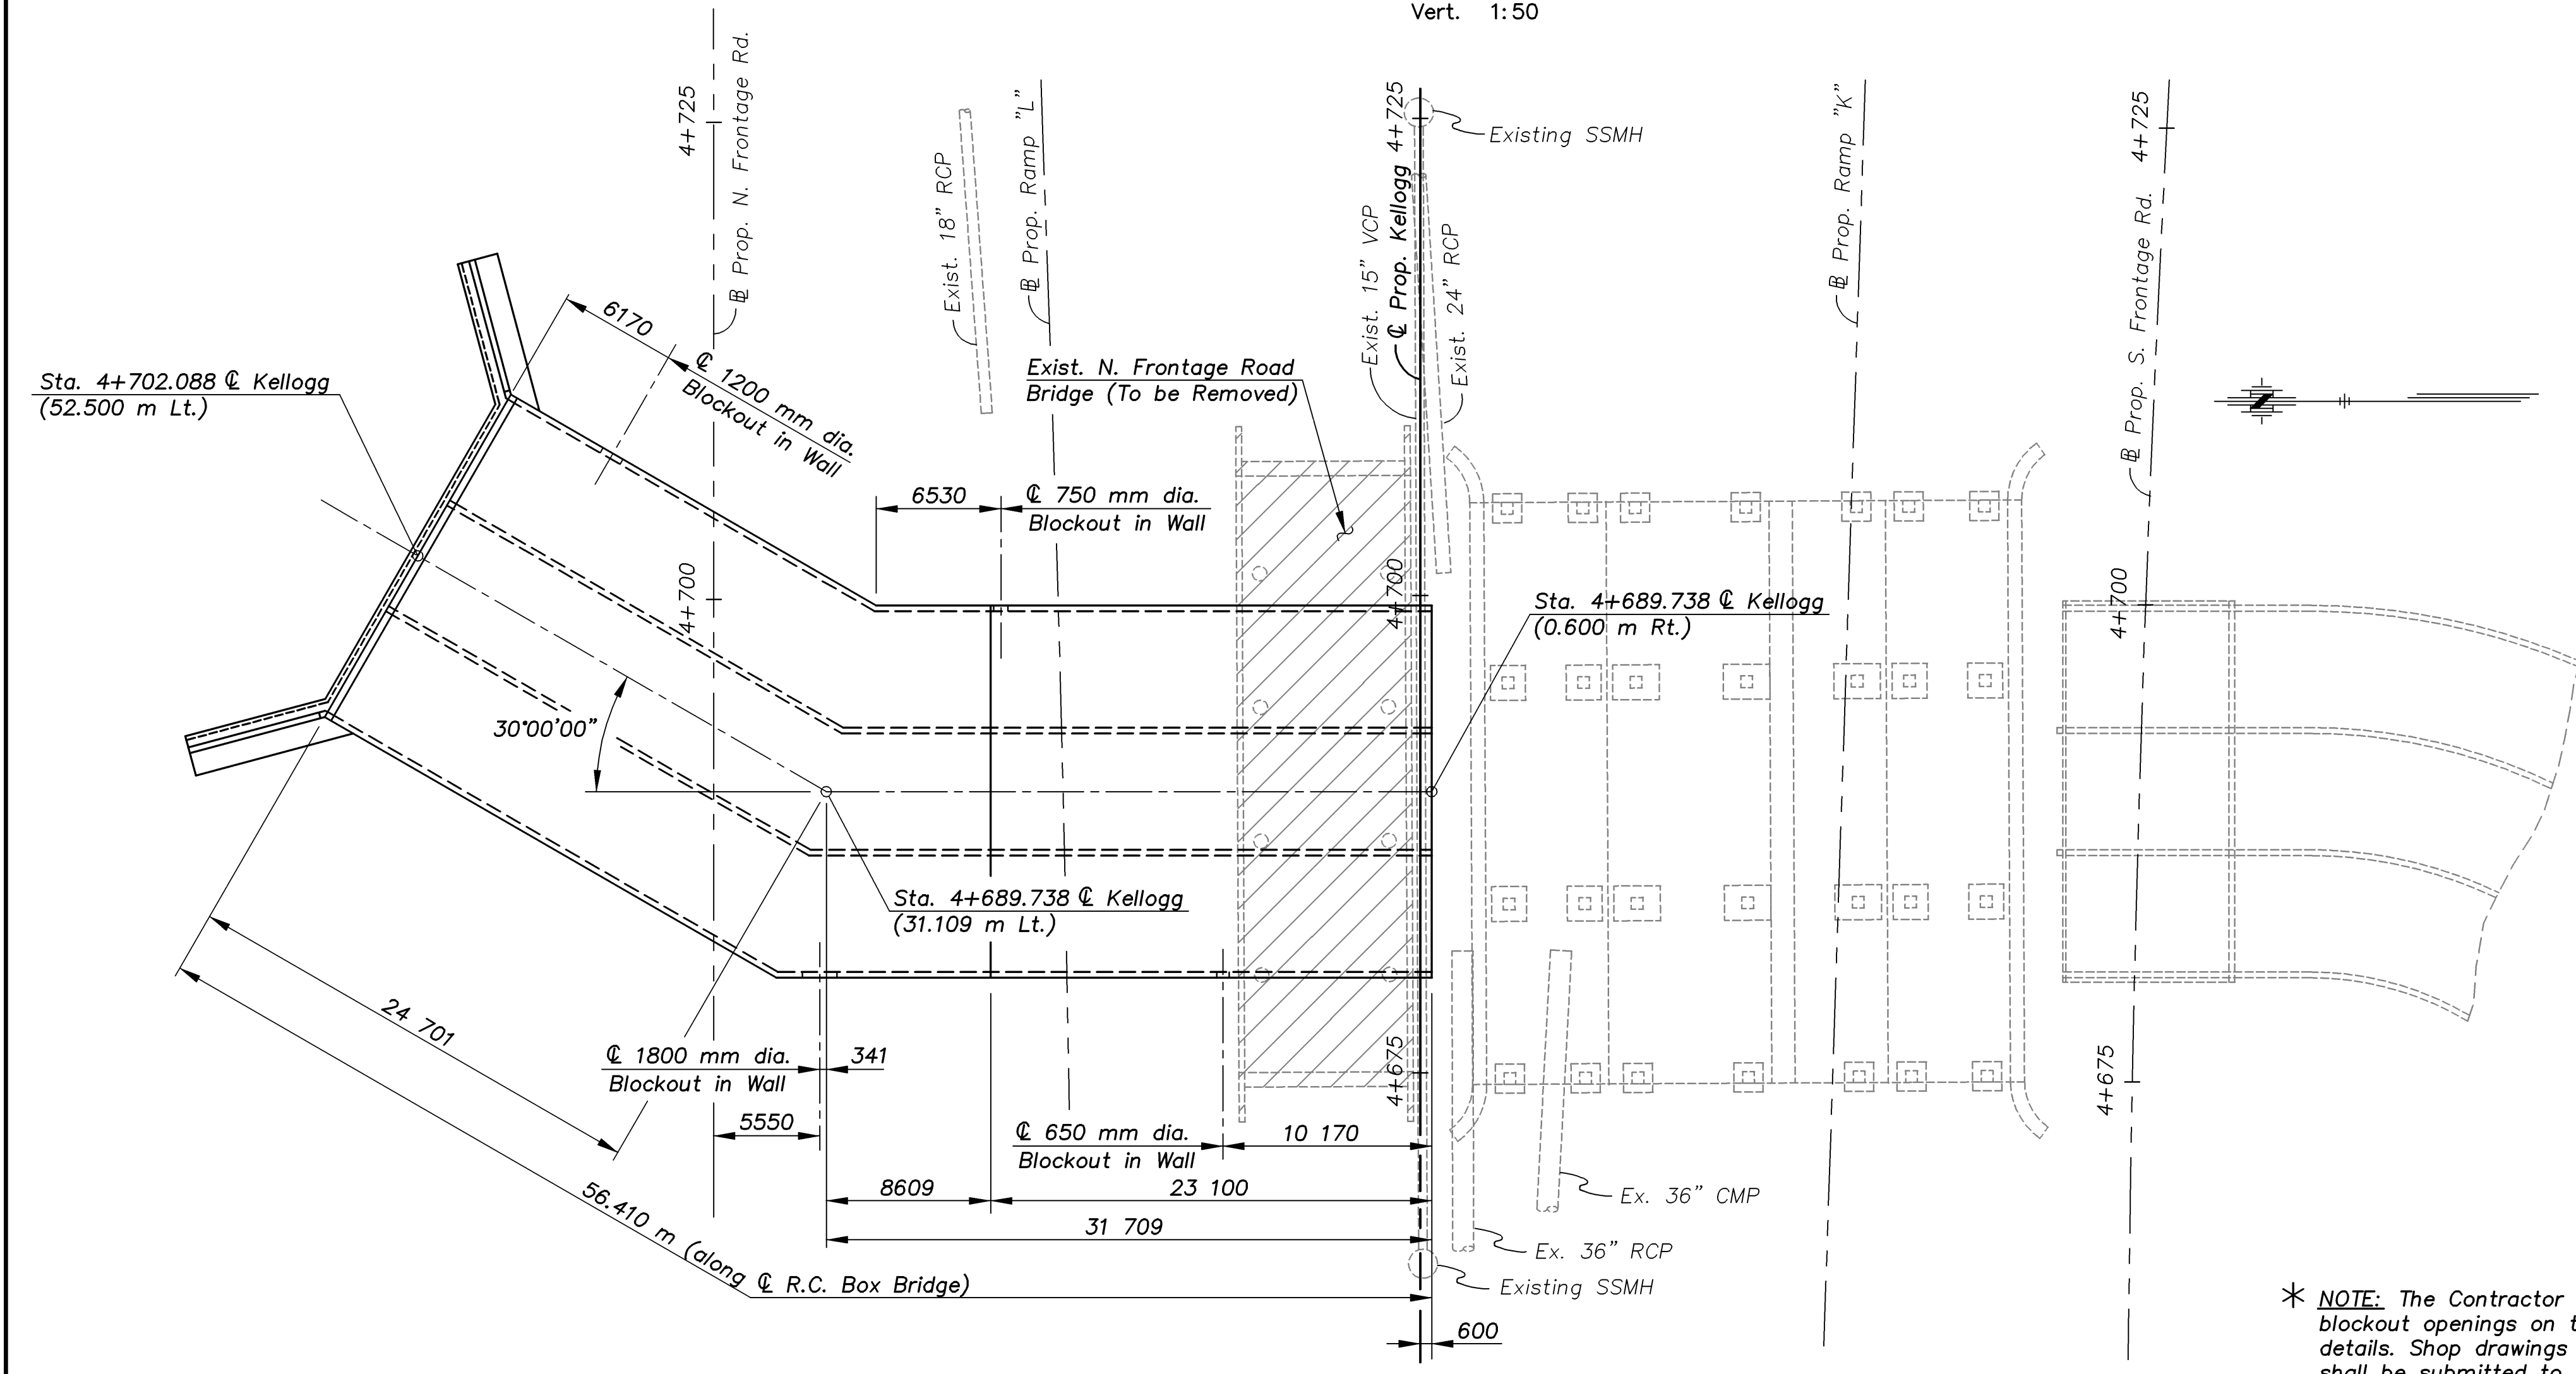 Vert. 1:50
4+725
⅊ Prop. N. Frontage Rd.
Exist. 18" RCP
⅊ Prop. Ramp "L"
Exist. 15" VCP
℄ Prop. Kellogg 4+725
Exist. 24" RCP
Existing SSMH
⅊ Prop. Ramp "K"
⅊ Prop. S. Frontage Rd. 4+725
6170
℄ 1200 mm dia.
Blockout in Wall
Sta. 4+702.088 ℄ Kellogg
(52.500 m Lt.)
Exist. N. Frontage Road
Bridge (To be Removed)
6530
℄ 750 mm dia.
Blockout in Wall
4+700
4+700
4+700
Sta. 4+689.738 ℄ Kellogg
(0.600 m Rt.)
30°00'00"
Sta. 4+689.738 ℄ Kellogg
(31.109 m Lt.)
24 701
℄ 1800 mm dia.
Blockout in Wall
341
5550
℄ 650 mm dia.
Blockout in Wall
10 170
4+675
4+675
8609
23 100
31 709
56.410 m (along ℄ R.C. Box Bridge)
Ex. 36" CMP
Ex. 36" RCP
Existing SSMH
600
* NOTE: The Contractor
blockout openings on
details. Shop drawings
shall be submitted to